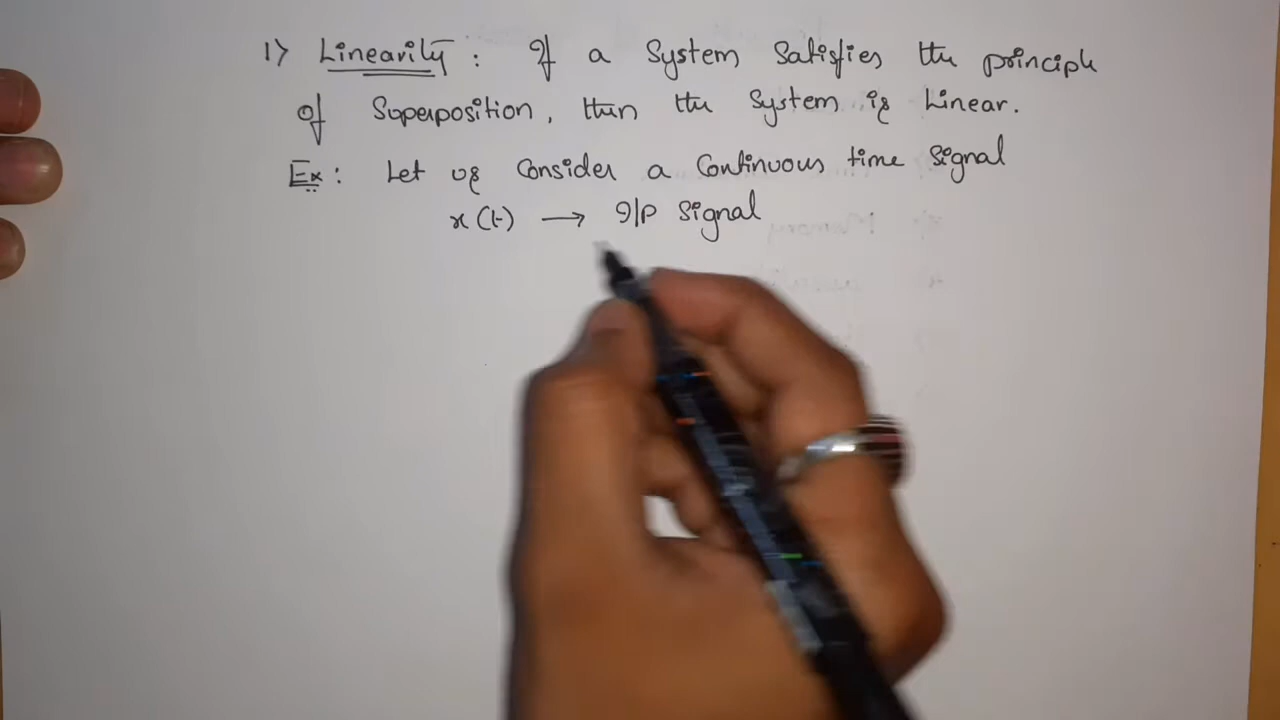 1) Linearity : If a System Satisfies the principle
of Superposition, then the System is Linear.
Ex : Let us Consider a Continuous time Signal
x(t) → I/P Signal